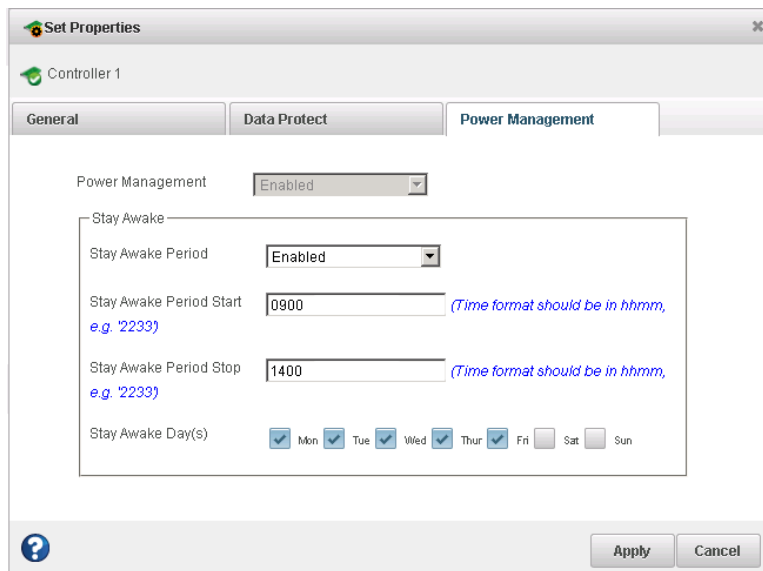 Set Properties
Controller 1
General Data Protect Power Management
Power Management Enabled
Stay Awake
Stay Awake Period Enabled
Stay Awake Period Start 0900 (Time format should be in hhmm,
e.g. '2233')
Stay Awake Period Stop 1400 (Time format should be in hhmm,
e.g. '2233')
Stay Awake Day(s) Mon Tue Wed Thur Fri Sat Sun
Apply Cancel